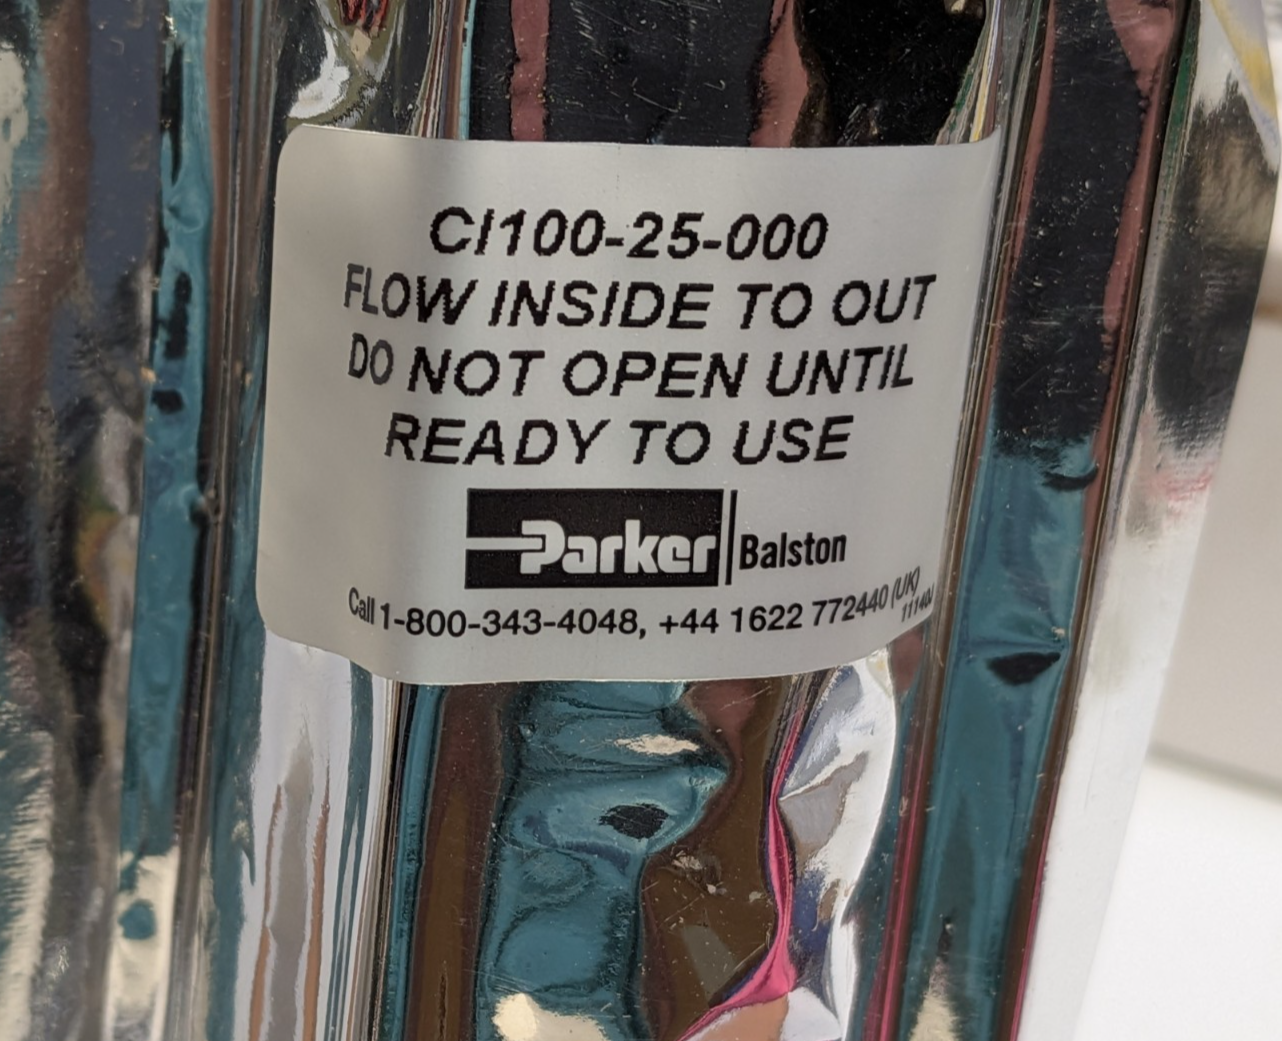 CI100-25-000
FLOW INSIDE TO OUT
DO NOT OPEN UNTIL
READY TO USE
Parker Balston
Call 1-800-343-4048, +44 1622 772440 (UK)